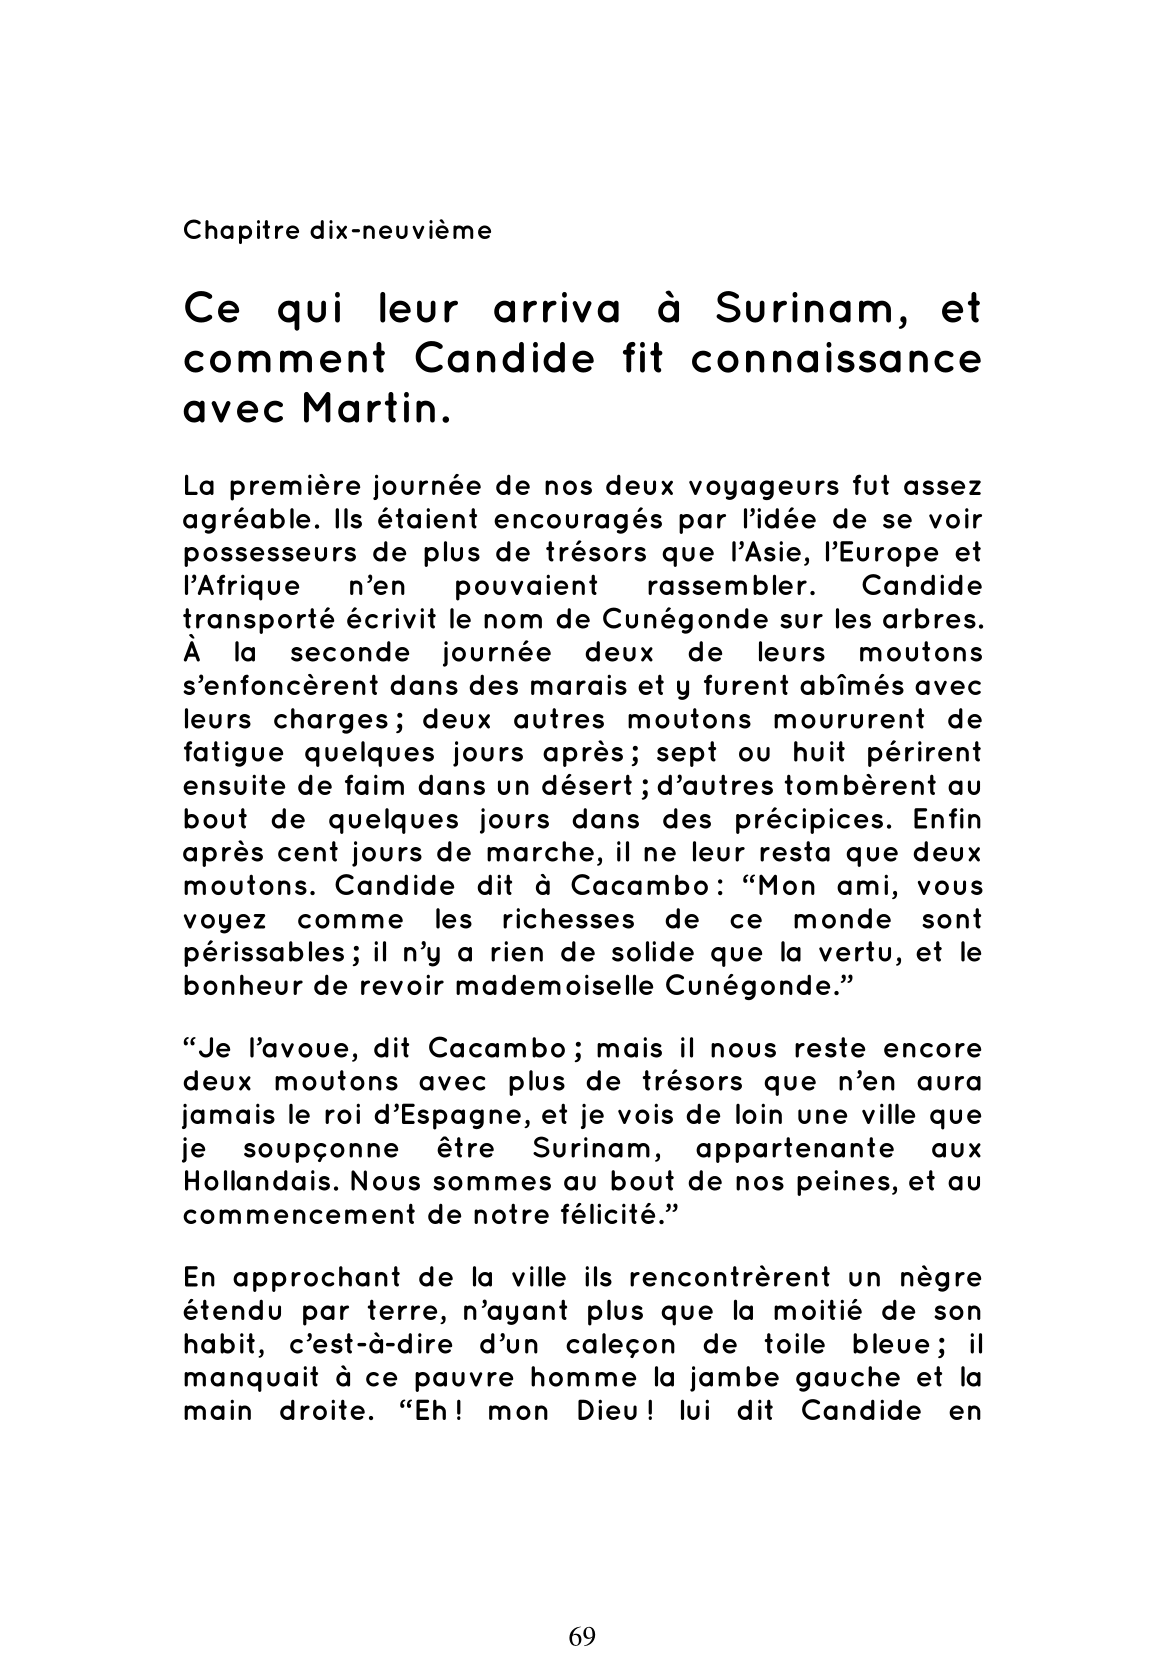 Chapitre dix-neuvième
Ce qui leur arriva à Surinam, et
comment Candide fit connaissance
avec Martin.
La première journée de nos deux voyageurs fut assez
agréable. Ils étaient encouragés par l’idée de se voir
possesseurs de plus de trésors que l’Asie, l’Europe et
l’Afrique n’en pouvaient rassembler. Candide
transporté écrivit le nom de Cunégonde sur les arbres.
À la seconde journée deux de leurs moutons
s’enfoncèrent dans des marais et y furent abîmés avec
leurs charges ; deux autres moutons moururent de
fatigue quelques jours après ; sept ou huit périrent
ensuite de faim dans un désert ; d’autres tombèrent au
bout de quelques jours dans des précipices. Enfin
après cent jours de marche, il ne leur resta que deux
moutons. Candide dit à Cacambo : “Mon ami, vous
voyez comme les richesses de ce monde sont
périssables ; il n’y a rien de solide que la vertu, et le
bonheur de revoir mademoiselle Cunégonde.”
“Je l’avoue, dit Cacambo ; mais il nous reste encore
deux moutons avec plus de trésors que n’en aura
jamais le roi d’Espagne, et je vois de loin une ville que
je soupçonne être Surinam, appartenante aux
Hollandais. Nous sommes au bout de nos peines, et au
commencement de notre félicité.”
En approchant de la ville ils rencontrèrent un nègre
étendu par terre, n’ayant plus que la moitié de son
habit, c’est-à-dire d’un caleçon de toile bleue ; il
manquait à ce pauvre homme la jambe gauche et la
main droite. “Eh ! mon Dieu ! lui dit Candide en
69